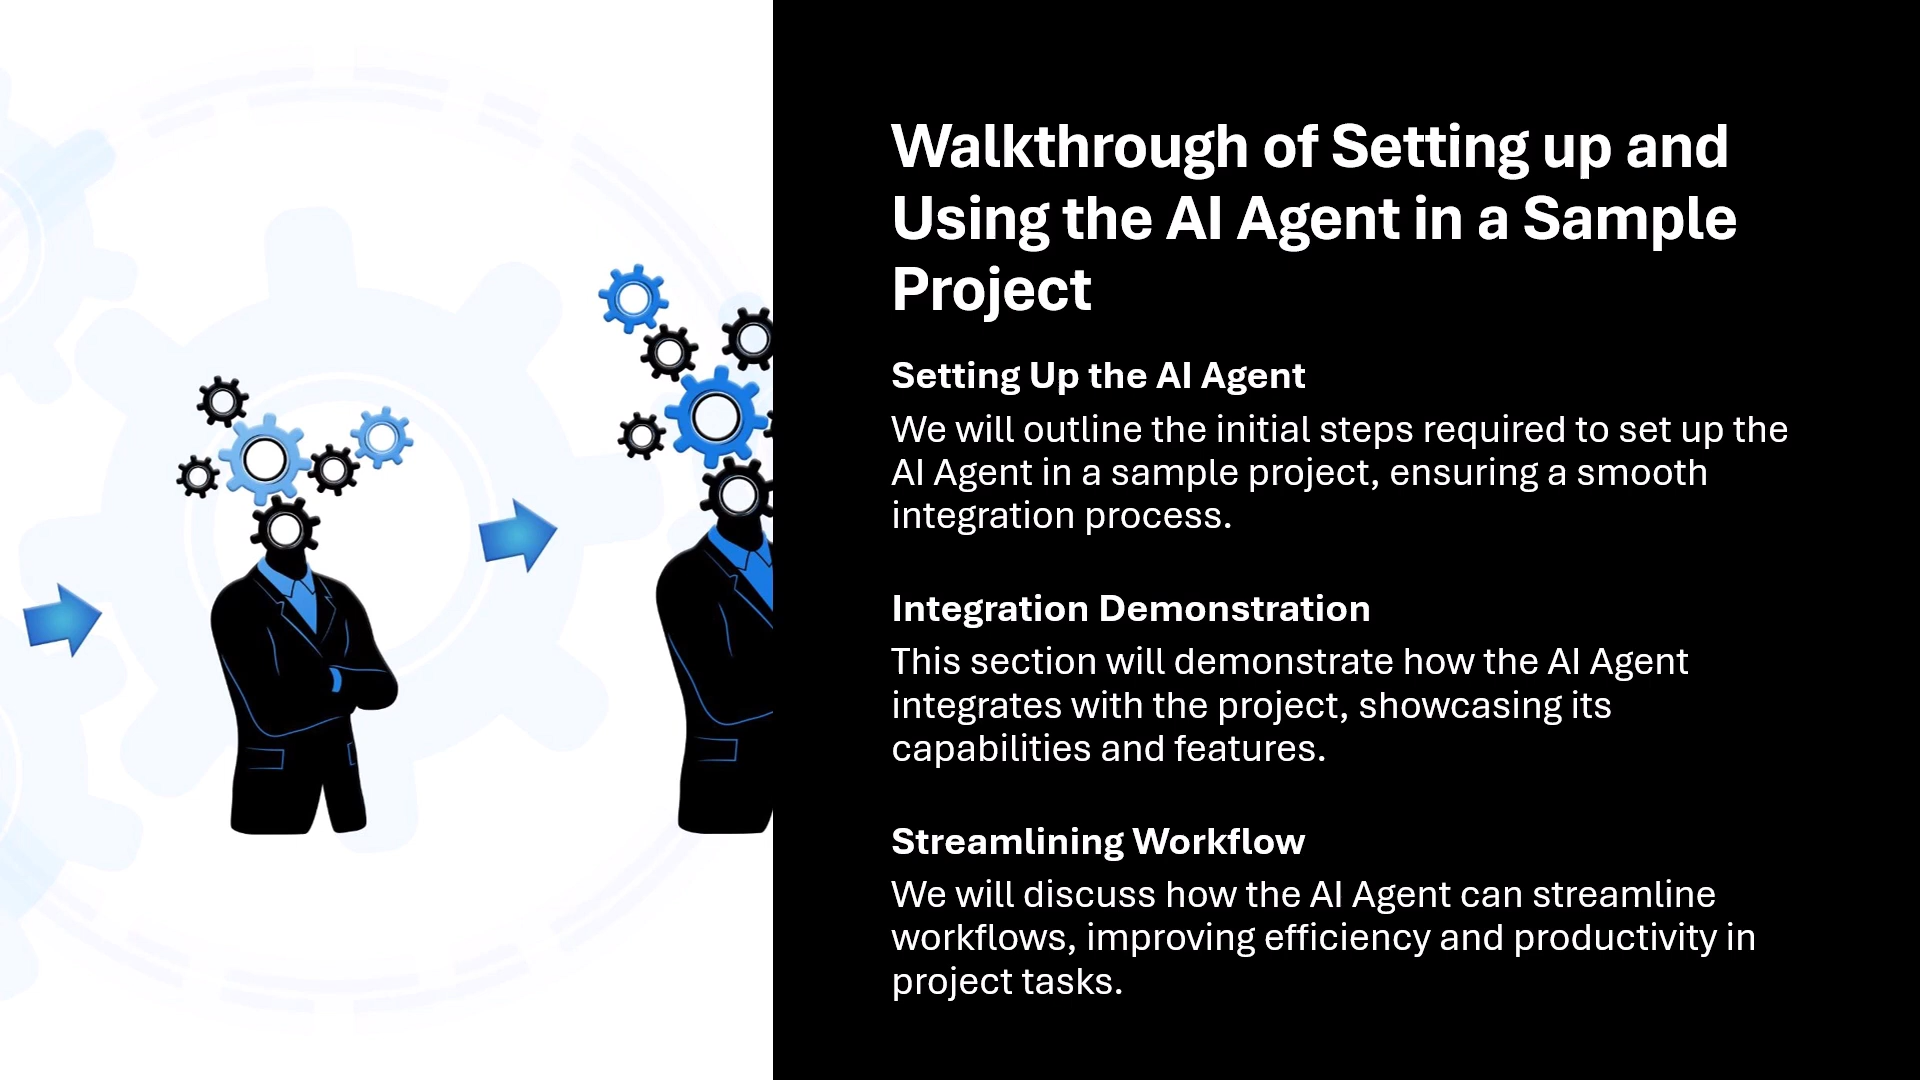 Walkthrough of Setting up and
Using the AI Agent in a Sample
Project
Setting Up the AI Agent
We will outline the initial steps required to set up the
AI Agent in a sample project, ensuring a smooth
integration process.
Integration Demonstration
This section will demonstrate how the AI Agent
integrates with the project, showcasing its
capabilities and features.
Streamlining Workflow
We will discuss how the AI Agent can streamline
workflows, improving efficiency and productivity in
project tasks.